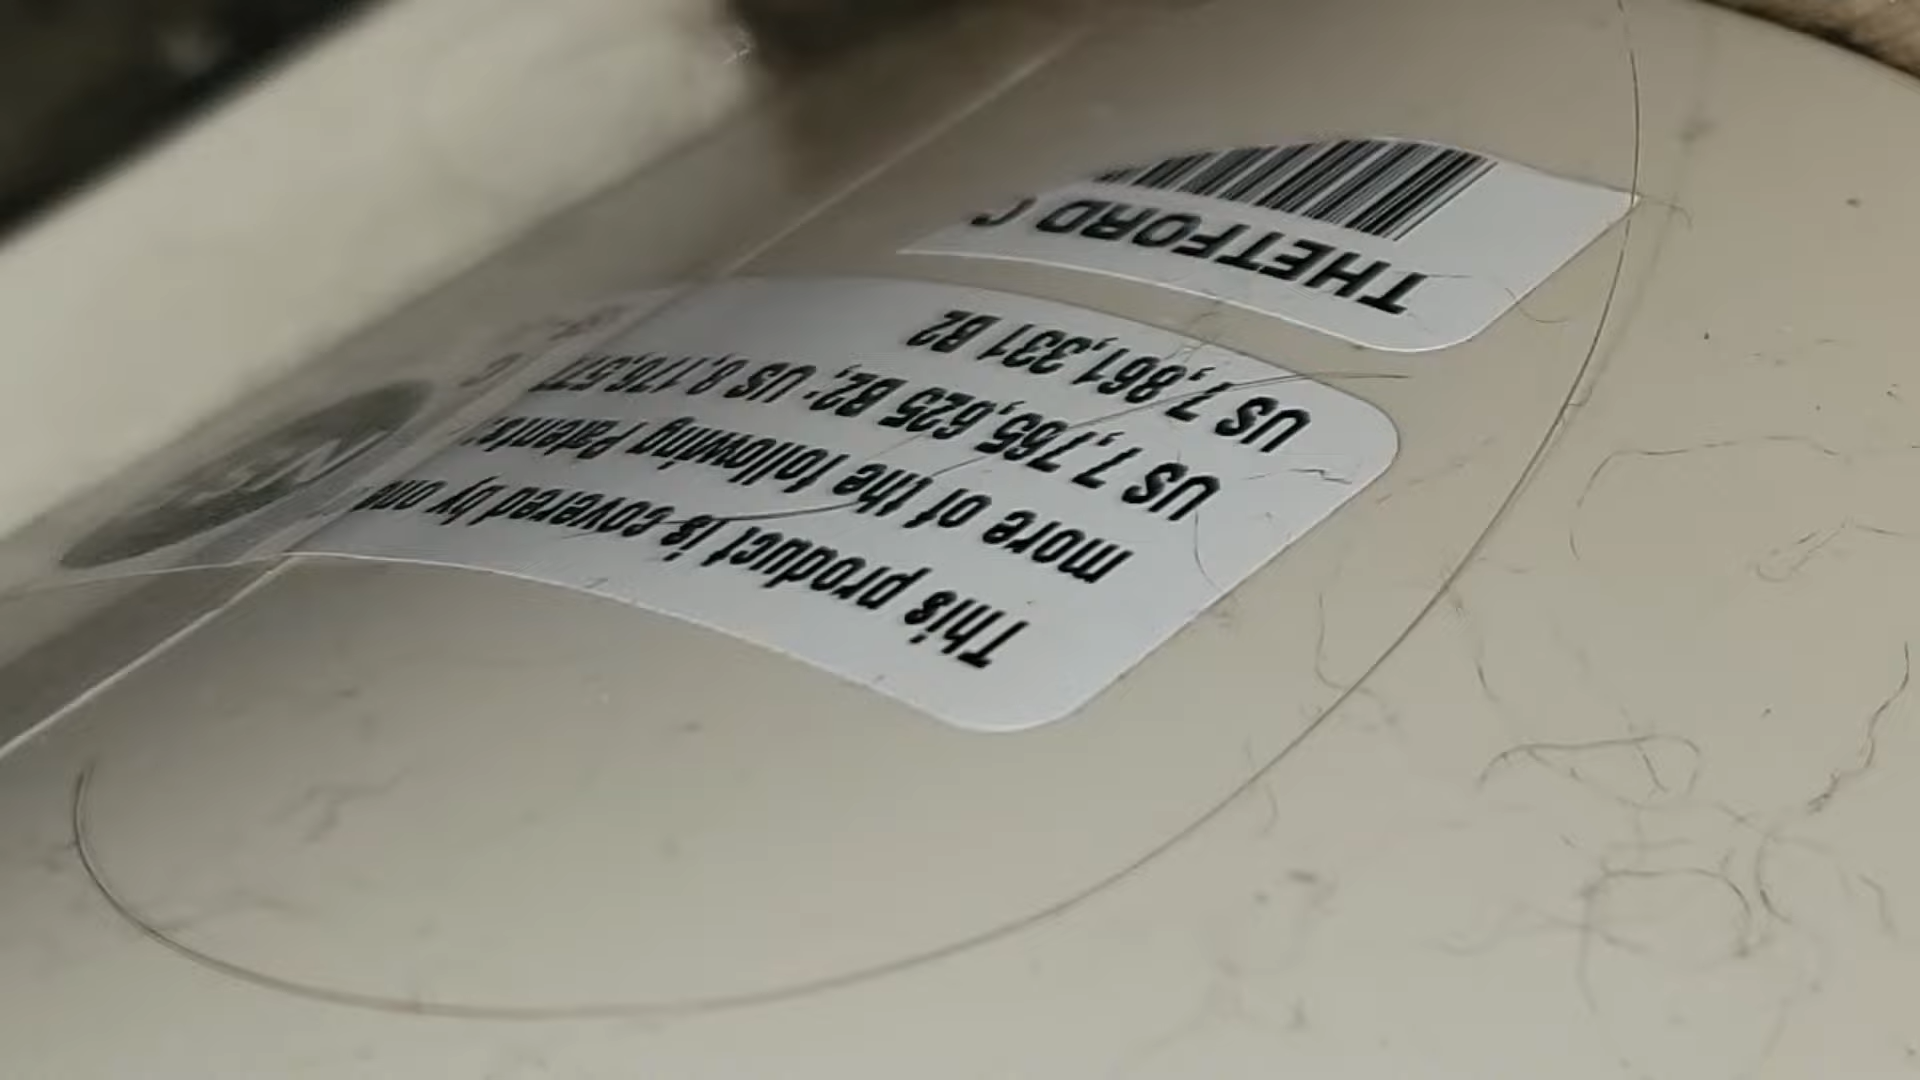 This product is covered by one
more of the following Patents:
US 7,765,625 B2; US 8,176,571
US 7,861,331 B2
THETFORD C